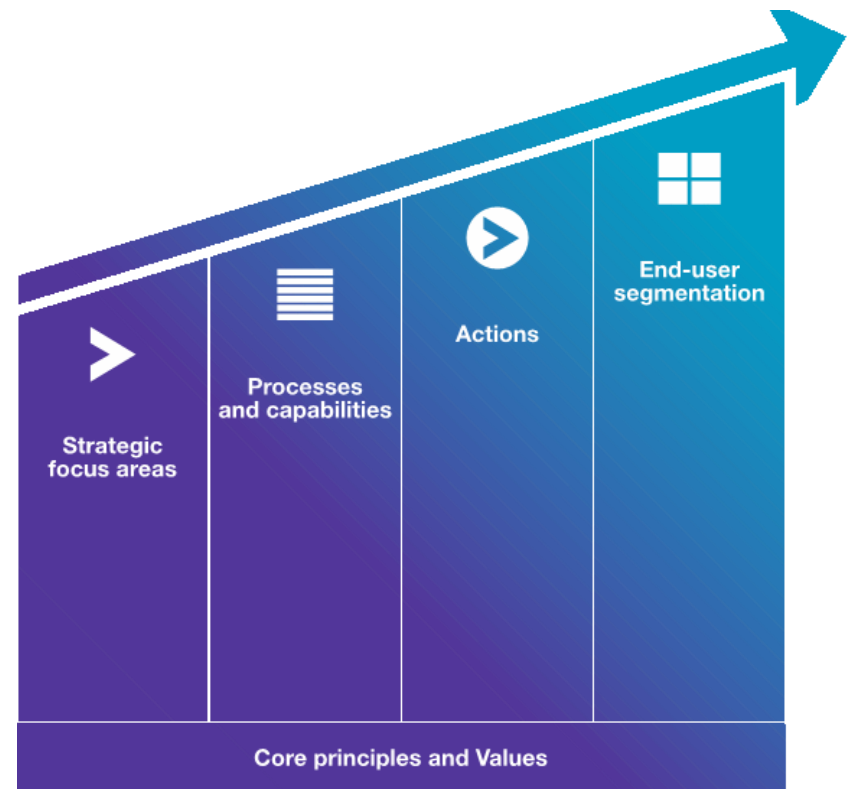 Strategic
focus areas
Processes
and capabilities
Actions
End-user
segmentation
Core principles and Values